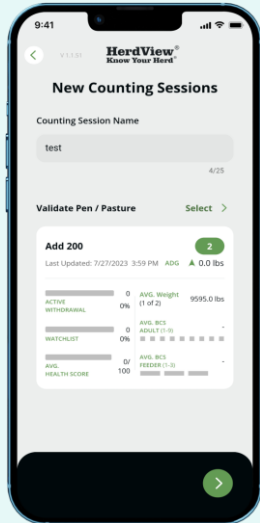 9:41
V 1.1.51
HerdView®
Know Your Herd®
New Counting Sessions
Counting Session Name
test
4/25
Validate Pen / Pasture
Select >
Add 200
2
Last Updated: 7/27/2023 3:59 PM ADG ▲ 0.0 lbs
0
ACTIVE WITHDRAWAL
0%
AVG. Weight
(1 of 2)
9595.0 lbs
0
WATCHLIST
0%
AVG. BCS
ADULT (1-9)
-
0/
AVG.
HEALTH SCORE
100
AVG. BCS
FEEDER (1-3)
-